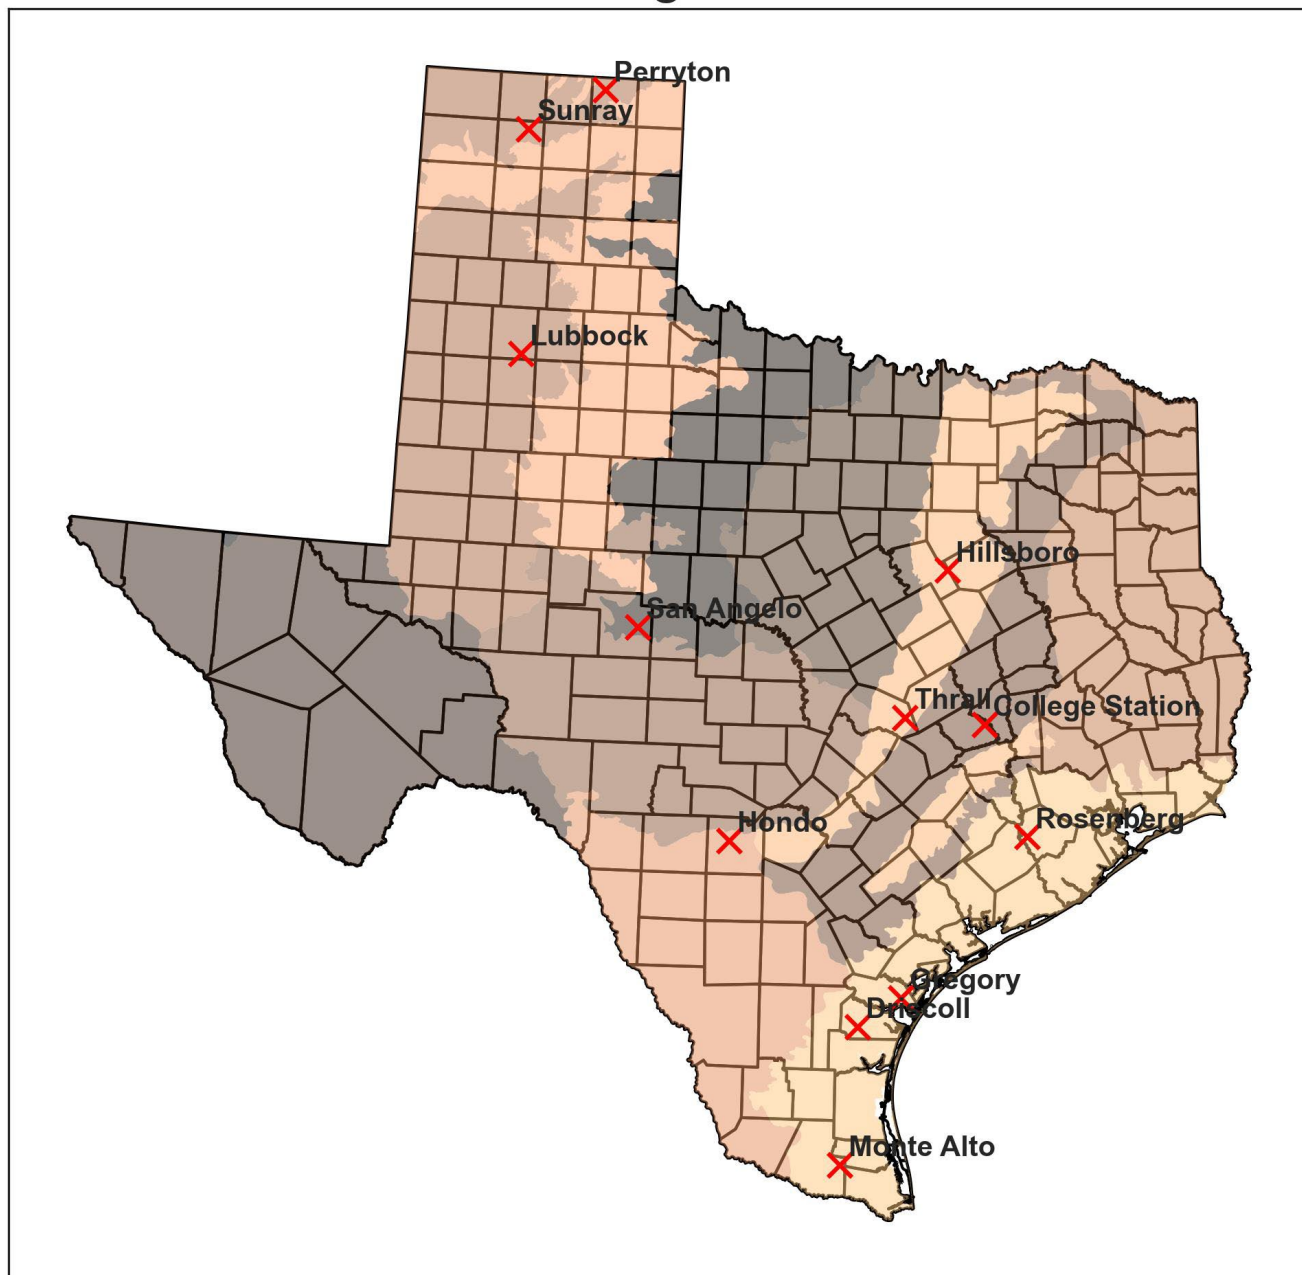 Perryton
Sunray
Lubbock
Hillsboro
San Angelo
Thrall
College Station
Hondo
Rosenberg
Gregory
Driscoll
Monte Alto